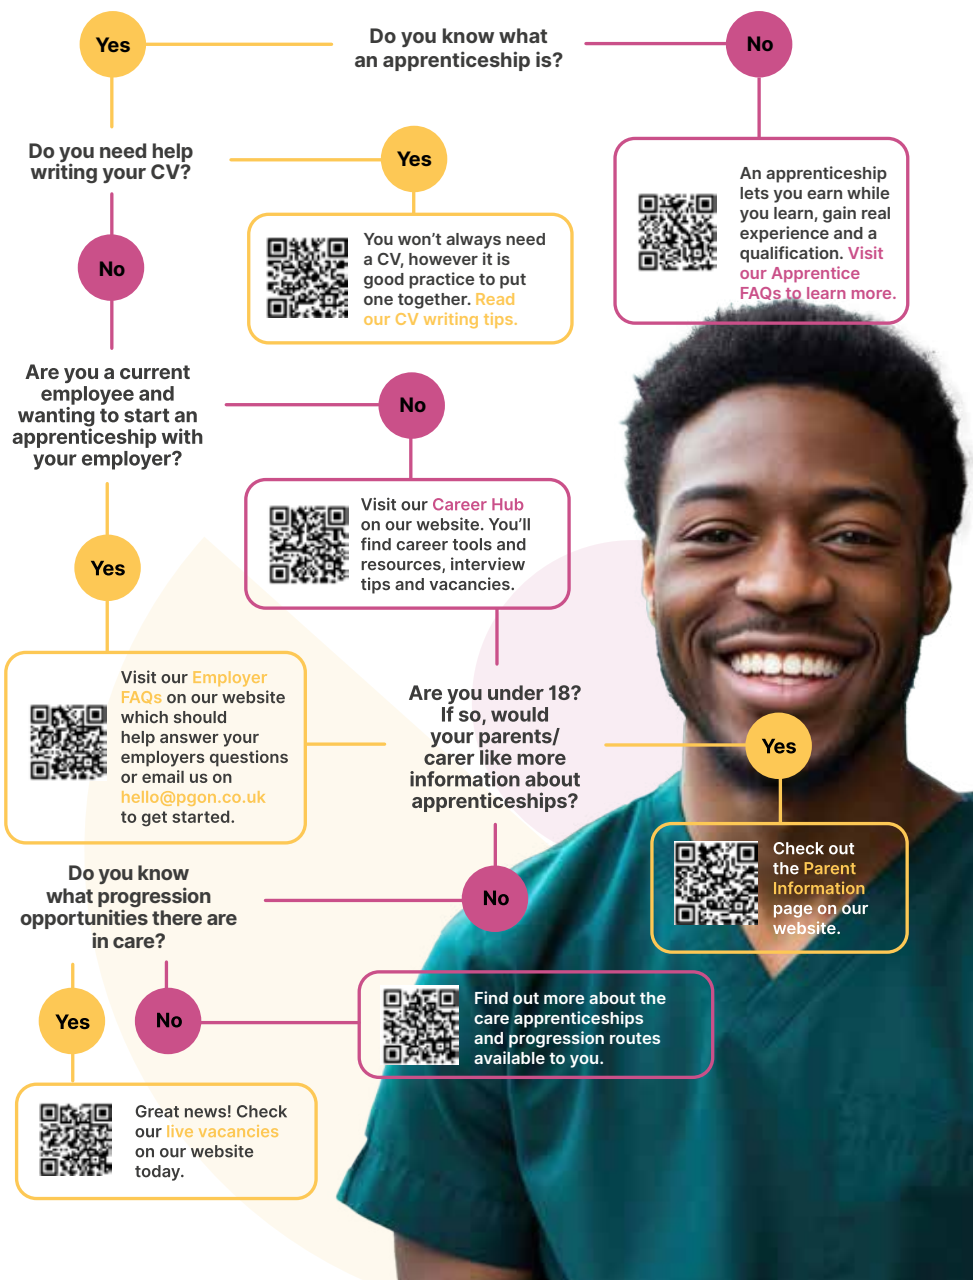 Do you know what
an apprenticeship is?
Yes
No
An apprenticeship
lets you earn while
you learn, gain real
experience and a
qualification. Visit
our Apprentice
FAQs to learn more.
Do you need help
writing your CV?
Yes
You won’t always need
a CV, however it is
good practice to put
one together. Read
our CV writing tips.
No
Are you a current
employee and
wanting to start an
apprenticeship with
your employer?
No
Visit our Career Hub
on our website. You’ll
find career tools and
resources, interview
tips and vacancies.
Yes
Visit our Employer
FAQs on our website
which should
help answer your
employers questions
or email us on
hello@pgon.co.uk
to get started.
Are you under 18?
If so, would
your parents/
carer like more
information about
apprenticeships?
Yes
Check out
the Parent
Information
page on our
website.
No
Do you know
what progression
opportunities there are
in care?
Yes
No
Find out more about the
care apprenticeships
and progression routes
available to you.
Great news! Check
our live vacancies
on our website
today.